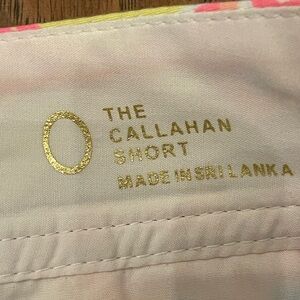 0
THE
CALLAHAN
SHORT
MADE IN SRI LANKA